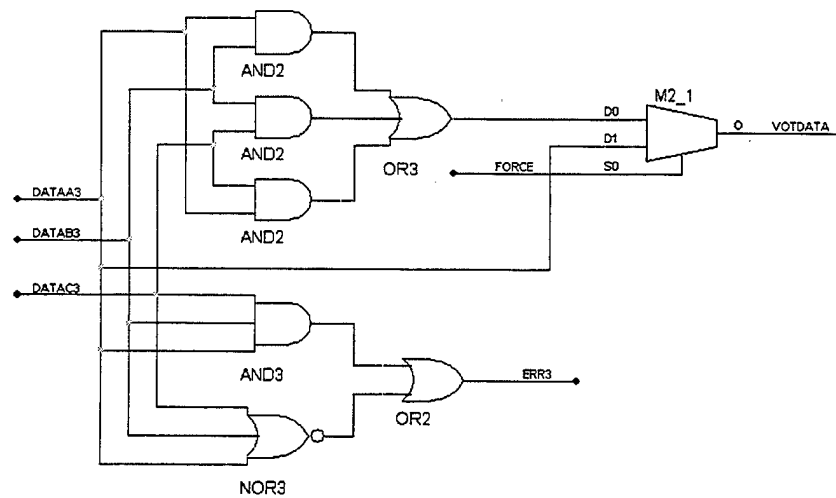 AND2
M2_1
D0
O
VOTDATA
AND2
D1
OR3
FORCE
S0
DATAA3
AND2
DATAB3
DATAC3
AND3
ERR3
OR2
NOR3